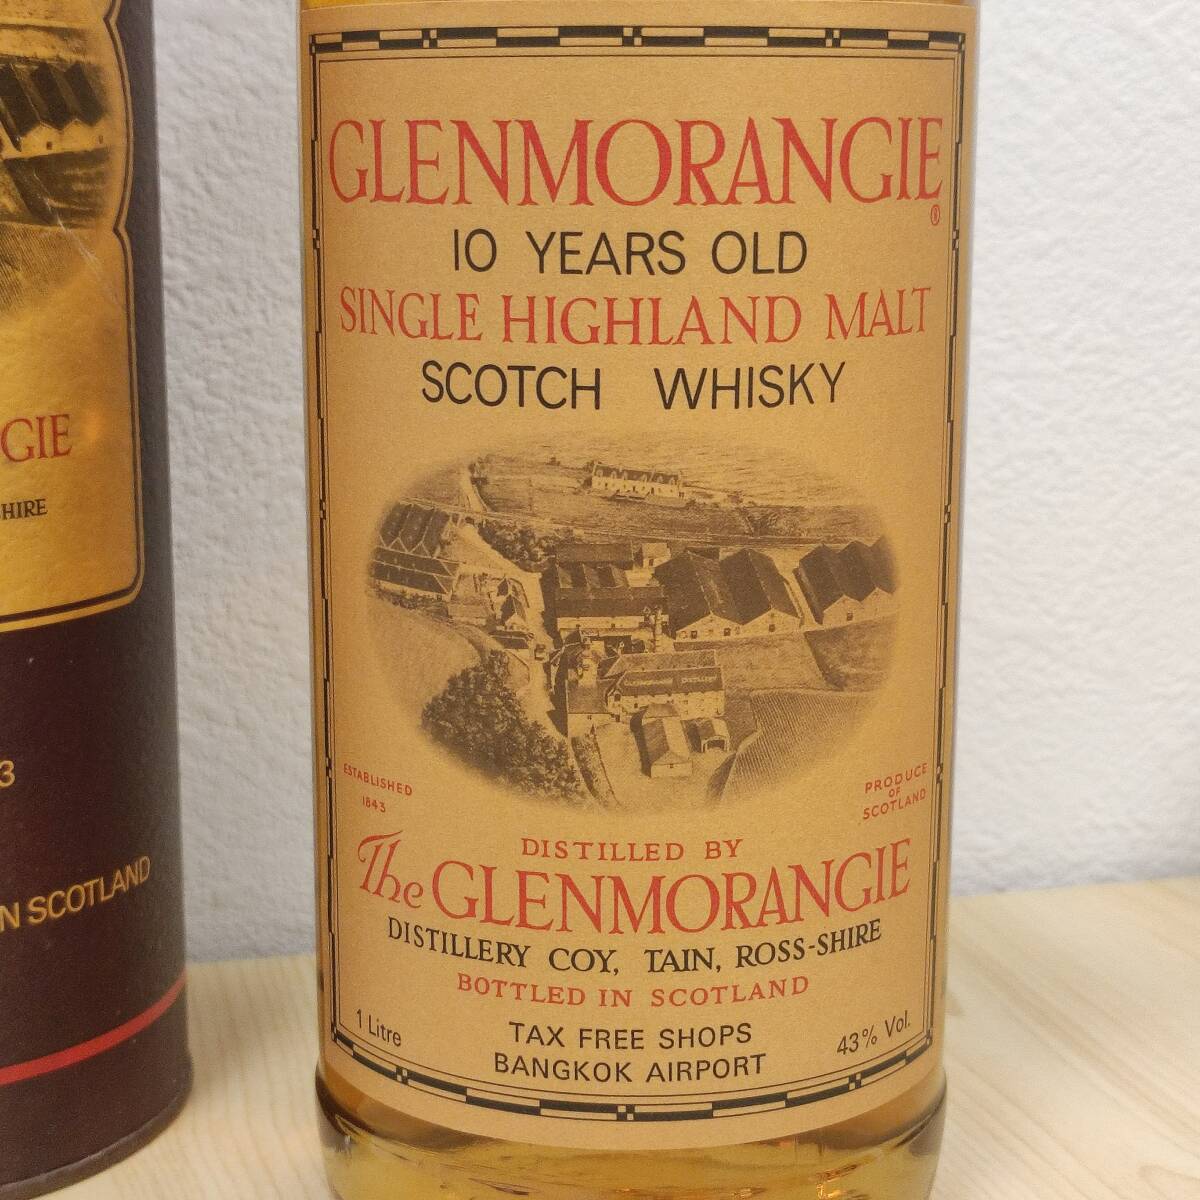 GLENMORANGIE
®
10 YEARS OLD
SINGLE HIGHLAND MALT
SCOTCH WHISKY
GLENMORANGIE DISTILLERY
ESTABLISHED
1843
PRODUCE
OF
SCOTLAND
DISTILLED BY
The GLENMORANGIE
DISTILLERY COY, TAIN, ROSS-SHIRE
BOTTLED IN SCOTLAND
1 Litre
TAX FREE SHOPS
BANGKOK AIRPORT
43% Vol.
GIE
HIRE
3
N SCOTLAND